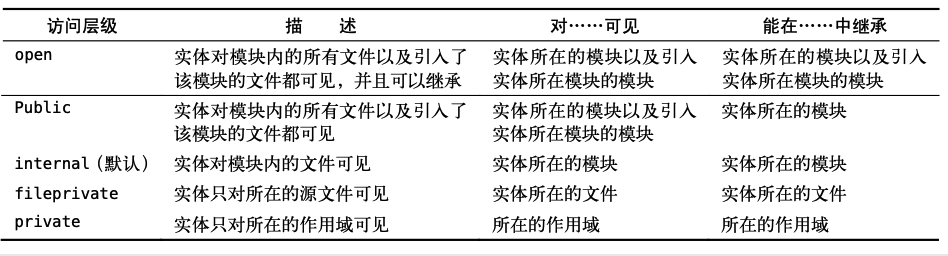 访问层级 描 述 对……可见 能在……中继承
open 实体对模块内的所有文件以及引入了 实体所在的模块以及引入 实体所在的模块以及引入
该模块的文件都可见，并且可以继承 实体所在模块的模块 实体所在模块的模块
Public 实体对模块内的所有文件以及引入了 实体所在的模块以及引入 实体所在的模块
该模块的文件都可见 实体所在模块的模块
internal（默认） 实体对模块内的文件可见 实体所在的模块 实体所在的模块
fileprivate 实体只对所在的源文件可见 实体所在的文件 实体所在的文件
private 实体只对所在的作用域可见 所在的作用域 所在的作用域